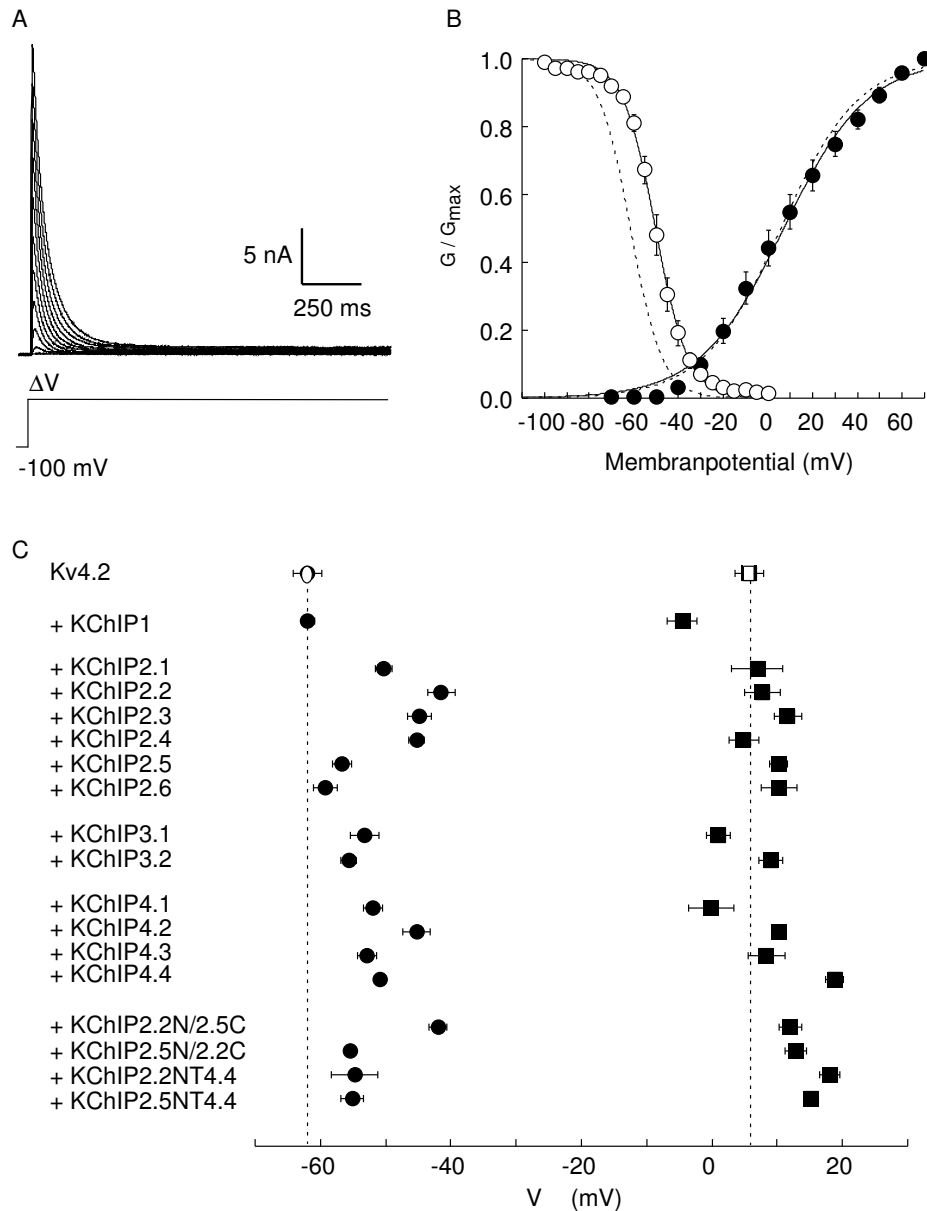 A
5 nA
250 ms
ΔV
-100 mV
B
1.0
0.8
0.6
0.4
0.2
0.0
G / Gmax
-100 -80 -60 -40 -20 0 20 40 60
Membranpotential (mV)
C
Kv4.2
+ KChIP1
+ KChIP2.1
+ KChIP2.2
+ KChIP2.3
+ KChIP2.4
+ KChIP2.5
+ KChIP2.6
+ KChIP3.1
+ KChIP3.2
+ KChIP4.1
+ KChIP4.2
+ KChIP4.3
+ KChIP4.4
+ KChIP2.2N/2.5C
+ KChIP2.5N/2.2C
+ KChIP2.2NT4.4
+ KChIP2.5NT4.4
-60 -40 -20 0 20
V (mV)